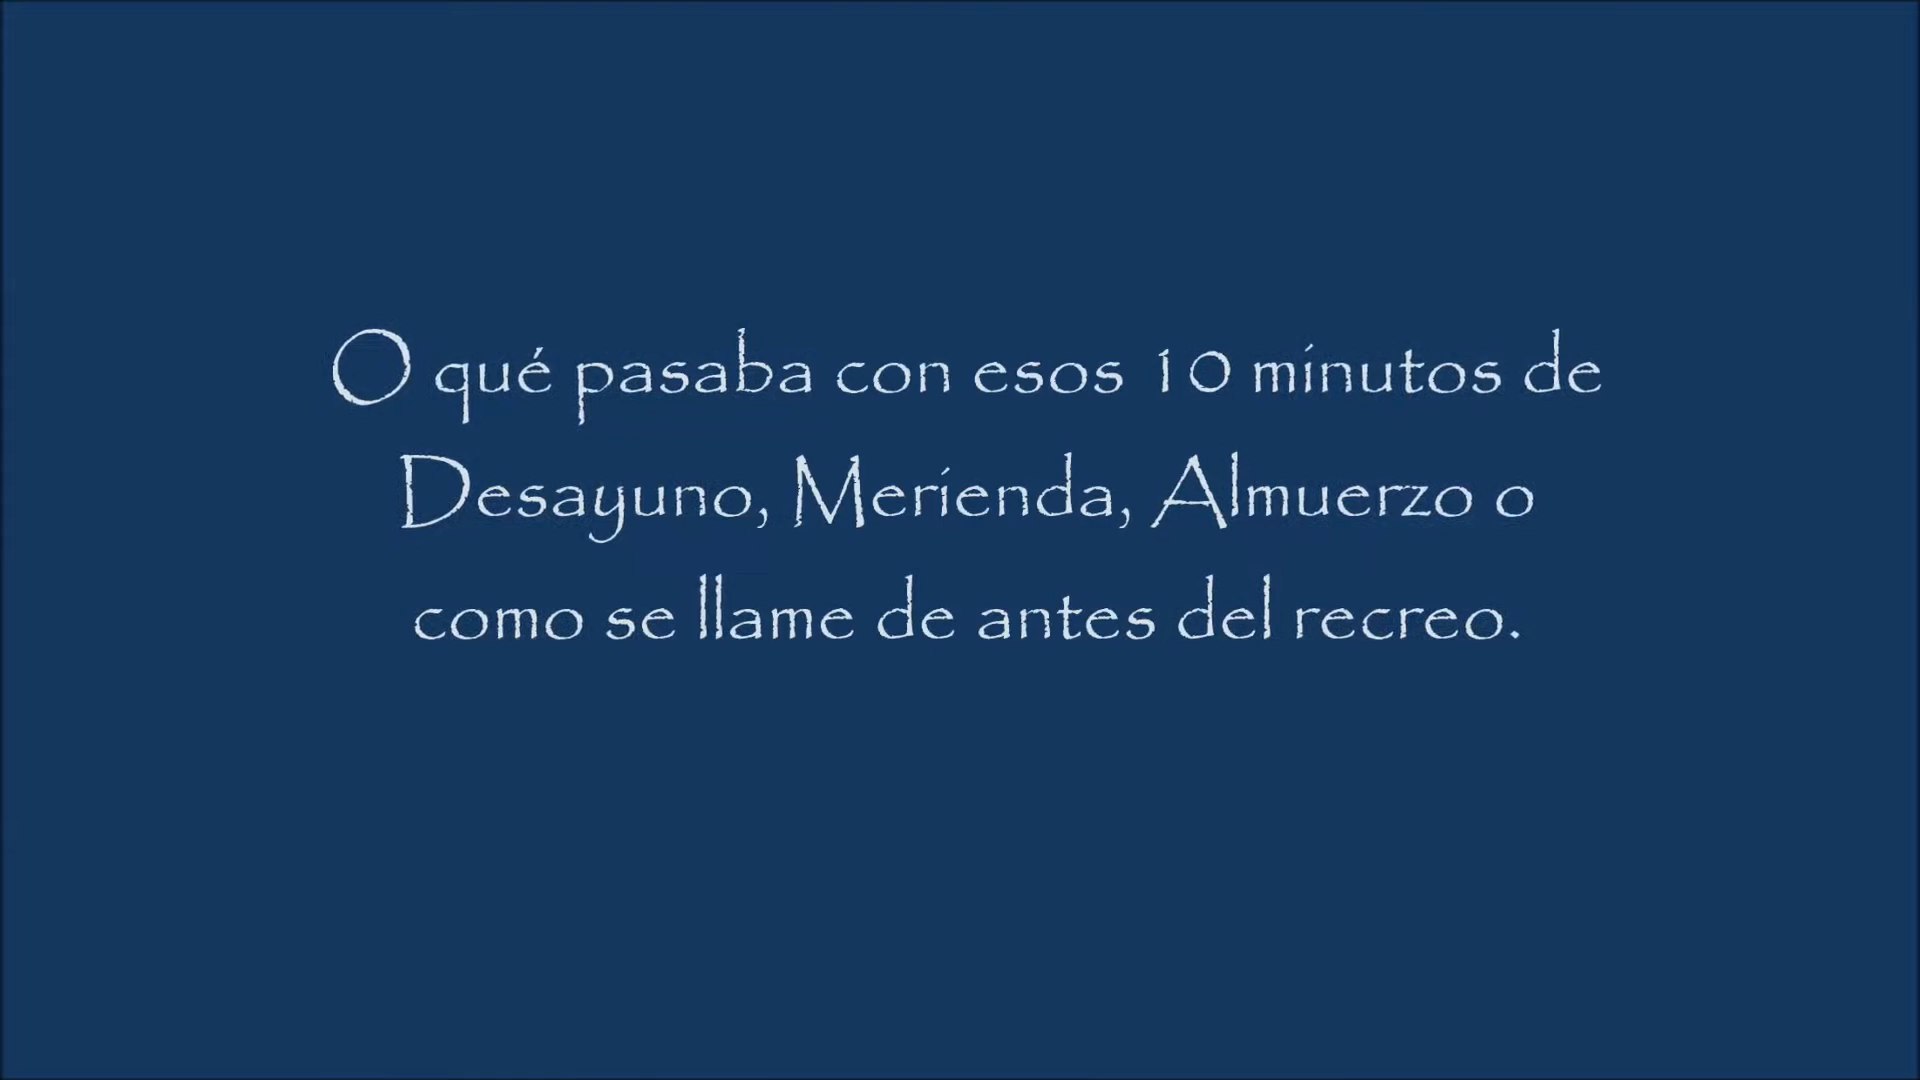 O qué pasaba con esos 10 minutos de
Desayuno, Merienda, Almuerzo o
como se llame de antes del recreo.